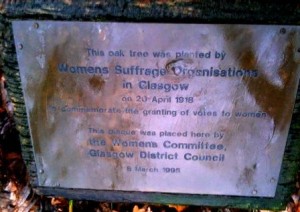 This oak tree was planted by
Womens Suffrage Organisations
in Glasgow
on 20 April 1918
to commemorate the granting of votes to women
This plaque was placed here by
the Womens Committee,
Glasgow District Council
8 March 1995